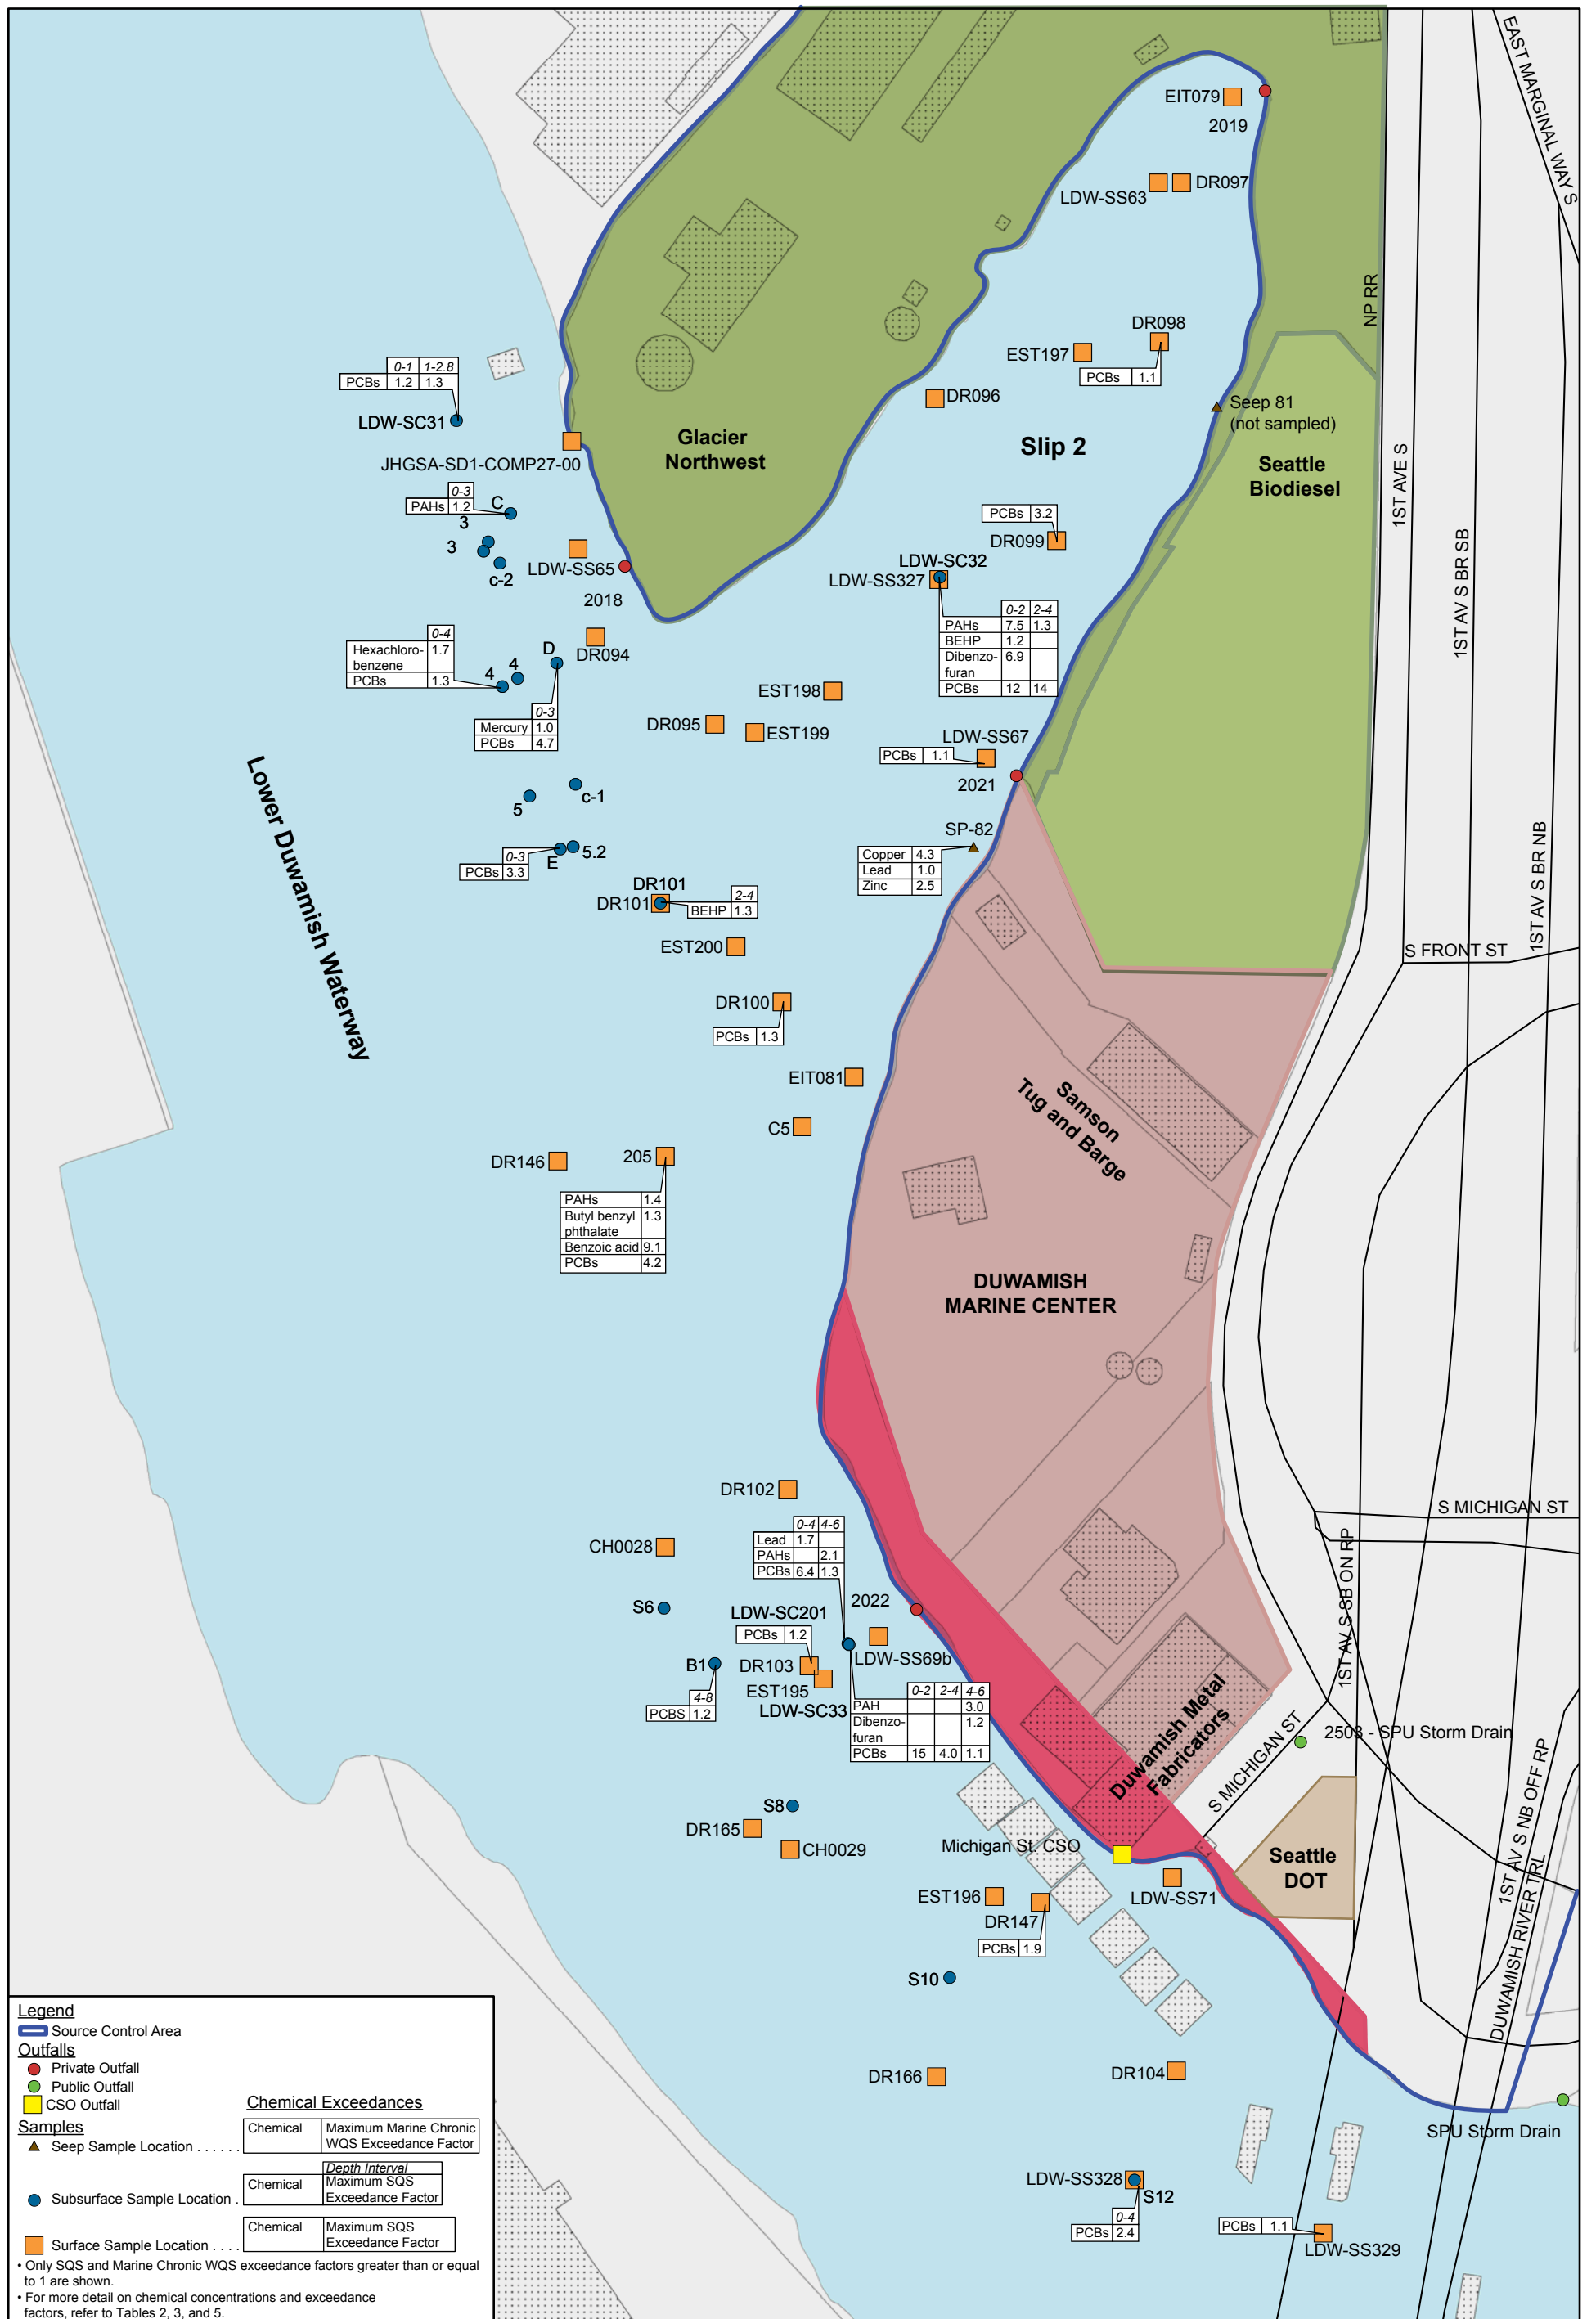 EAST MARGINAL WAY S
EIT079
2019
LDW-SS63
DR097
NP RR
DR098
EST197
PCBs 1.1
DR096
Seep 81
(not sampled)
0-1 1-2.8
PCBs 1.2 1.3
LDW-SC31
JHGSA-SD1-COMP27-00
Glacier
Northwest
Slip 2
Seattle
Biodiesel
1ST AVE S
1ST AV S BR SB
0-3
PAHs 1.2
C
3
3
c-2
LDW-SS65
2018
PCBs 3.2
DR099
LDW-SC32
LDW-SS327
0-2 2-4
PAHs 7.5 1.3
BEHP 1.2
Dibenzo-
furan 6.9
PCBs 12 14
0-4
Hexachloro-
benzene 1.7
PCBs 1.3
4
4
D
DR094
0-3
Mercury 1.0
PCBs 4.7
EST198
DR095
EST199
LDW-SS67
PCBs 1.1
2021
5
c-1
SP-82
Copper 4.3
Lead 1.0
Zinc 2.5
0-3
PCBs 3.3
E
5.2
DR101
DR101
2-4
BEHP 1.3
Lower Duwamish Waterway
1ST AV S BR NB
S FRONT ST
EST200
DR100
PCBs 1.3
EIT081
C5
Samson
Tug and Barge
DR146
205
PAHs 1.4
Butyl benzyl
phthalate 1.3
Benzoic acid 9.1
PCBs 4.2
DUWAMISH
MARINE CENTER
DR102
S MICHIGAN ST
CH0028
0-4 4-6
Lead 1.7
PAHs 2.1
PCBs 6.4 1.3
S6
2022
LDW-SC201
PCBs 1.2
1ST AV S SB ON RP
LDW-SS69b
B1
DR103
EST195
LDW-SC33
4-8
PCBS 1.2
0-2 2-4 4-6
PAH 3.0
Dibenzo-
furan 1.2
PCBs 15 4.0 1.1
Duwamish Metal
Fabricators
S MICHIGAN ST
2503 - SPU Storm Drain
1ST AV S NB OFF RP
S8
DR165
CH0029
Michigan St. CSO
Seattle
DOT
LDW-SS71
EST196
DR147
PCBs 1.9
S10
DUWAMISH RIVER TRL
DR166
DR104
SPU Storm Drain
LDW-SS328
S12
0-4
PCBs 2.4
PCBs 1.1
LDW-SS329
Legend
Source Control Area
Outfalls
Private Outfall
Public Outfall
CSO Outfall
Chemical Exceedances
Samples
Seep Sample Location . . . . . .
Chemical Maximum Marine Chronic
WQS Exceedance Factor
Depth Interval
Subsurface Sample Location .
Chemical Maximum SQS
Exceedance Factor
Surface Sample Location . . . .
Chemical Maximum SQS
Exceedance Factor
• Only SQS and Marine Chronic WQS exceedance factors greater than or equal
to 1 are shown.
• For more detail on chemical concentrations and exceedance
factors, refer to Tables 2, 3, and 5.